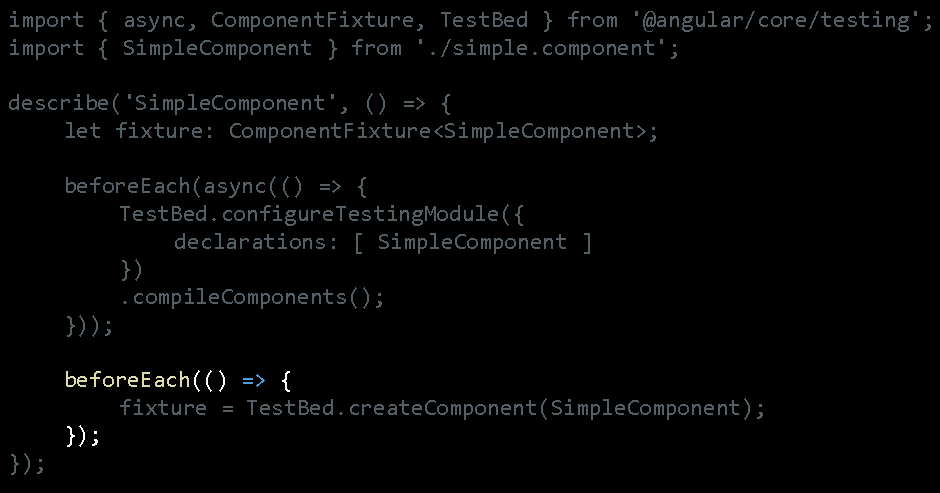 import { async, ComponentFixture, TestBed } from '@angular/core/testing';
import { SimpleComponent } from './simple.component';

describe('SimpleComponent', () => {
    let fixture: ComponentFixture<SimpleComponent>;

    beforeEach(async(() => {
        TestBed.configureTestingModule({
            declarations: [ SimpleComponent ]
        })
        .compileComponents();
    }));

    beforeEach(() => {
        fixture = TestBed.createComponent(SimpleComponent);
    });
});